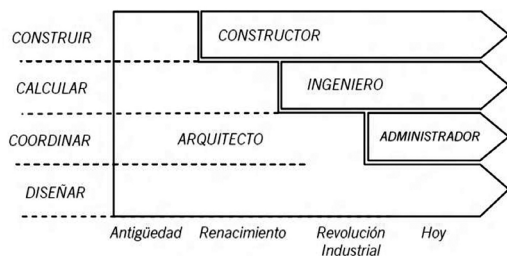 CONSTRUIR CONSTRUCTOR
CALCULAR INGENIERO
COORDINAR ARQUITECTO ADMINISTRADOR
DISEÑAR
Antigüedad Renacimiento Revolución Hoy
Industrial